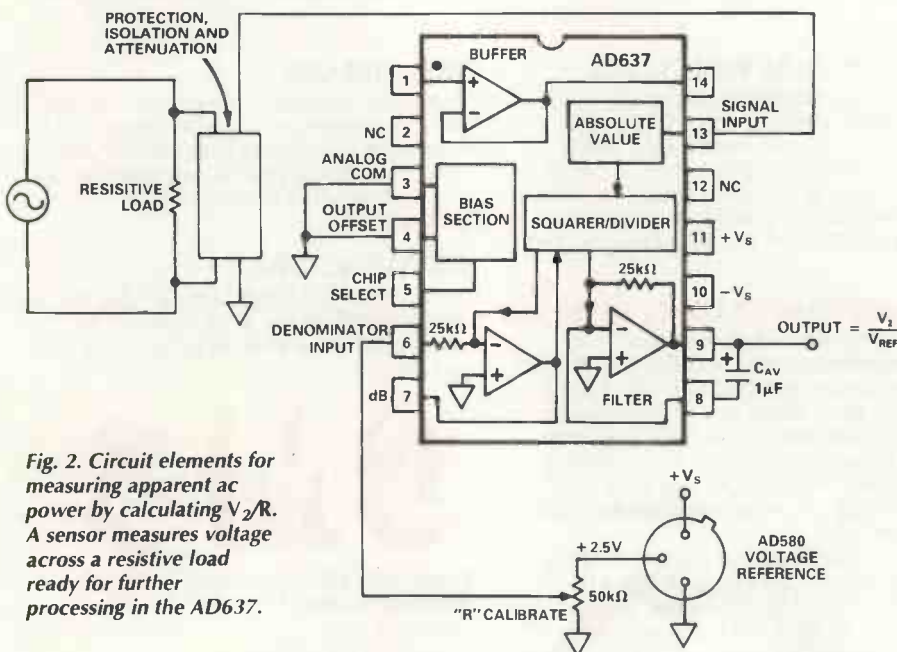 PROTECTION,
ISOLATION AND
ATTENUATION
RESISITIVE
LOAD
BUFFER
AD637
1
14
NC
2
ABSOLUTE
VALUE
13
SIGNAL
INPUT
ANALOG
COM
3
BIAS
SECTION
12
NC
OUTPUT
OFFSET
4
SQUARER/DIVIDER
11
+VS
CHIP
SELECT
5
25kΩ
10
−VS
DENOMINATOR
INPUT
6
25kΩ
−
+
−
+
9
OUTPUT = V2/VREF
+
CAV
1μF
dB
7
FILTER
8
Fig. 2. Circuit elements for
measuring apparent ac
power by calculating V2/R.
A sensor measures voltage
across a resistive load
ready for further
processing in the AD637.
+VS
+2.5V
AD580
VOLTAGE
REFERENCE
50kΩ
"R" CALIBRATE